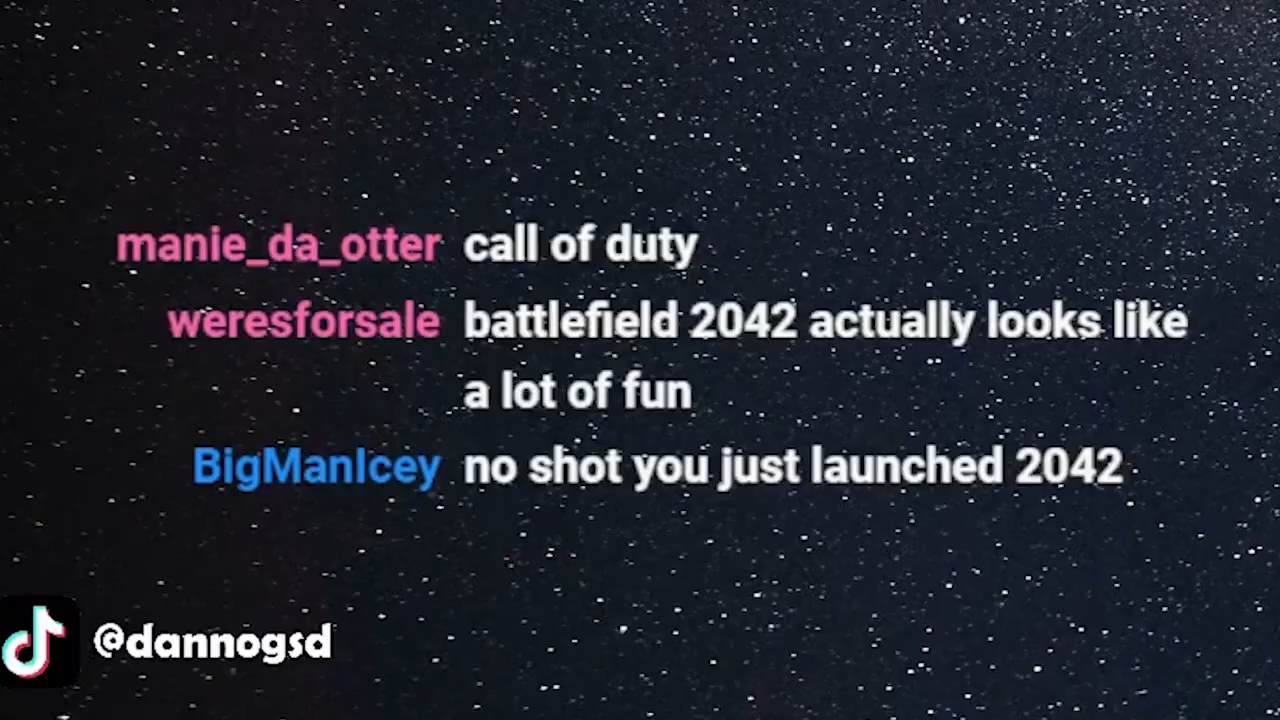 manie_da_otter call of duty
weresforsale battlefield 2042 actually looks like
a lot of fun
BigManIcey no shot you just launched 2042
@dannogsd